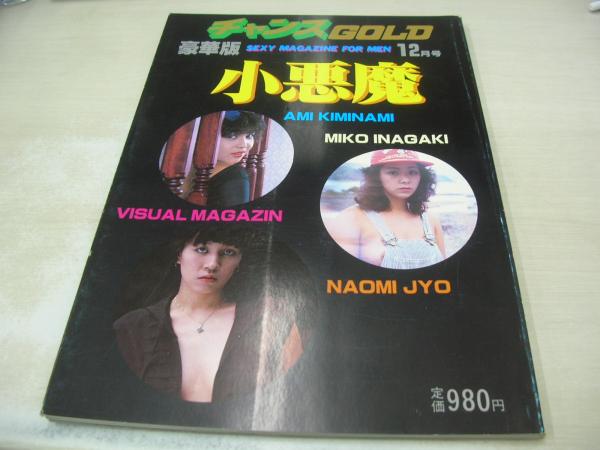 チャンスGOLD
豪華版 SEXY MAGAZINE FOR MEN 12月号
小悪魔
AMI KIMINAMI
MIKO INAGAKI
VISUAL MAGAZIN
NAOMI JYO
定価980円